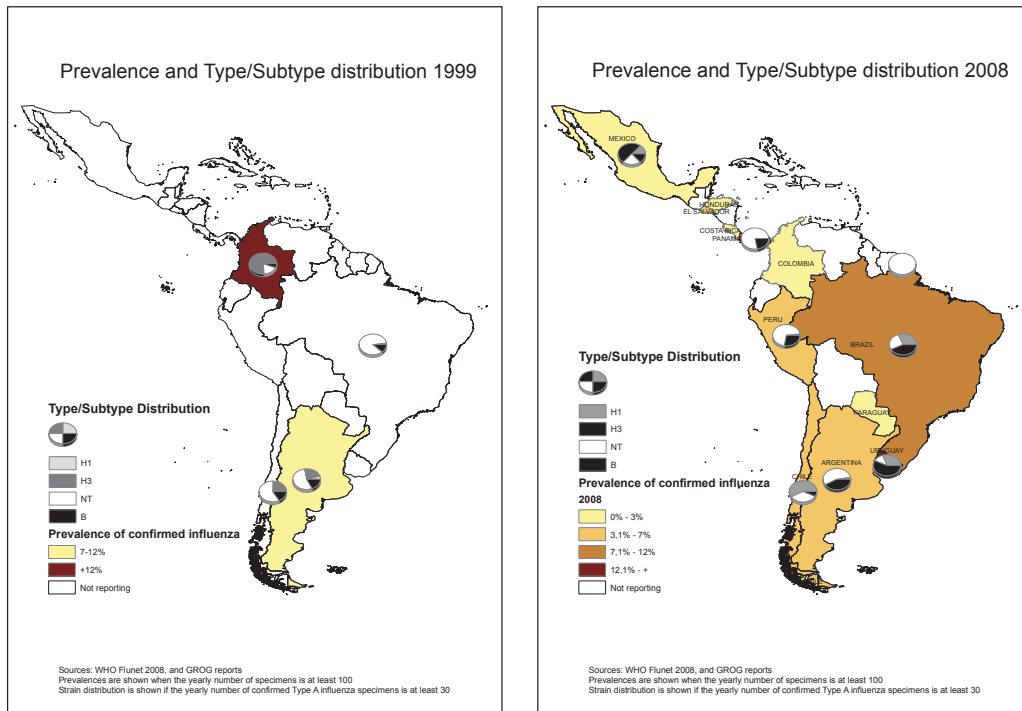 Prevalence and Type/Subtype distribution 1999
Type/Subtype Distribution
H1
H3
NT
B
Prevalence of confirmed influenza
7-12%
+12%
Not reporting
Sources: WHO Flunet 2008, and GROG reports
Prevalences are shown when the yearly number of specimens is at least 100
Strain distribution is shown if the yearly number of confirmed Type A influenza specimens is at least 30
Prevalence and Type/Subtype distribution 2008
MEXICO
HONDURAS
EL SALVADOR
COSTA RICA
PANAMA
COLOMBIA
PERU
BRAZIL
PARAGUAY
URUGUAY
ARGENTINA
CHILE
Type/Subtype Distribution
H1
H3
NT
B
Prevalence of confirmed influenza
2008
0% - 3%
3,1% - 7%
7,1% - 12%
12,1% - +
Not reporting
Sources: WHO Flunet 2008, and GROG reports
Prevalences are shown when the yearly number of specimens is at least 100
Strain distribution is shown if the yearly number of confirmed Type A influenza specimens is at least 30